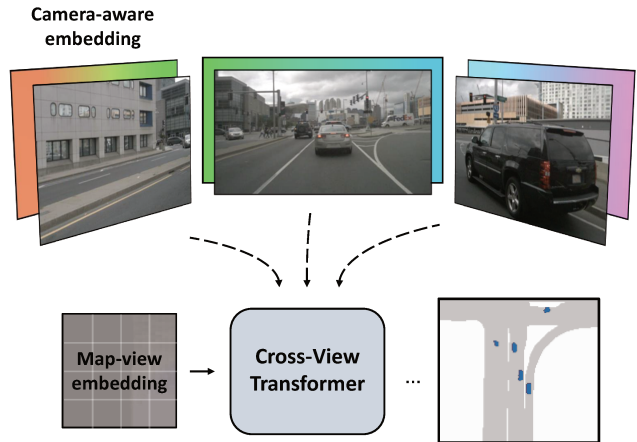 Camera-aware
embedding
Map-view
embedding
Cross-View
Transformer
...